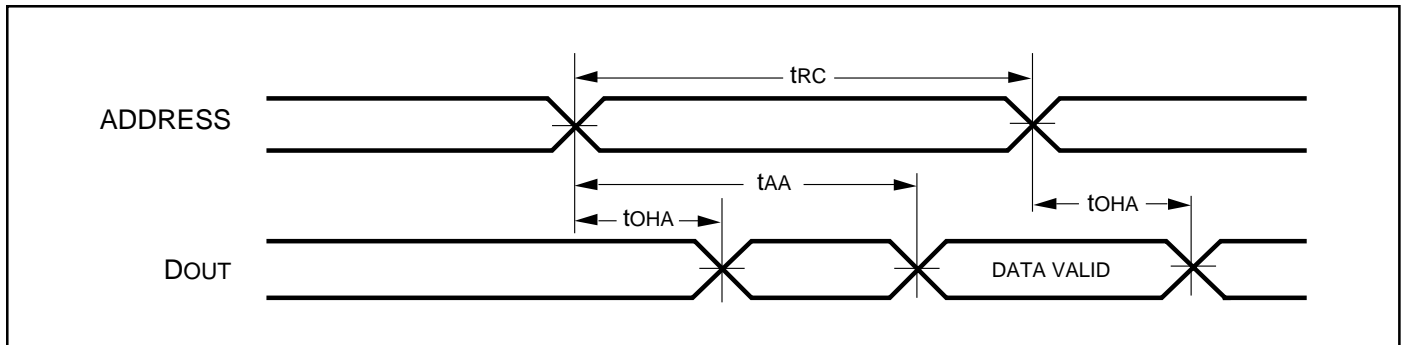 tRC
ADDRESS
tAA
tOHA
tOHA
DOUT
DATA VALID